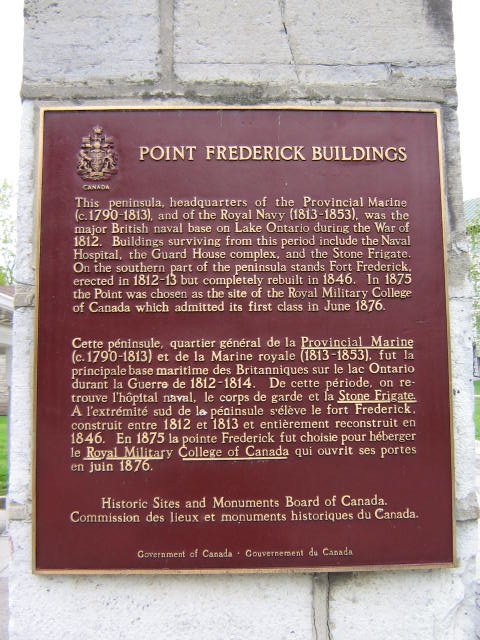 CANADA
POINT FREDERICK BUILDINGS
This peninsula, headquarters of the Provincial Marine
(c.1790-1813), and of the Royal Navy (1813-1853), was the
major British naval base on Lake Ontario during the War of
1812. Buildings surviving from this period include the Naval
Hospital, the Guard House complex, and the Stone Frigate.
On the southern part of the peninsula stands Fort Frederick,
erected in 1812-13 but completely rebuilt in 1846. In 1875
the Point was chosen as the site of the Royal Military College
of Canada which admitted its first class in June 1876.
Cette péninsule, quartier général de la Provincial Marine
(c.1790-1813) et de la Marine royale (1813-1853), fut la
principale base maritime des Britanniques sur le lac Ontario
durant la Guerre de 1812-1814. De cette période, on re-
trouve l'hôpital naval, le corps de garde et la Stone Frigate.
A l'extrémité sud de la péninsule s'élève le fort Frederick,
construit entre 1812 et 1813 et entièrement reconstruit en
1846. En 1875 la pointe Frederick fut choisie pour héberger
le Royal Military College of Canada qui ouvrit ses portes
en juin 1876.
Historic Sites and Monuments Board of Canada.
Commission des lieux et monuments historiques du Canada.
Government of Canada · Gouvernement du Canada